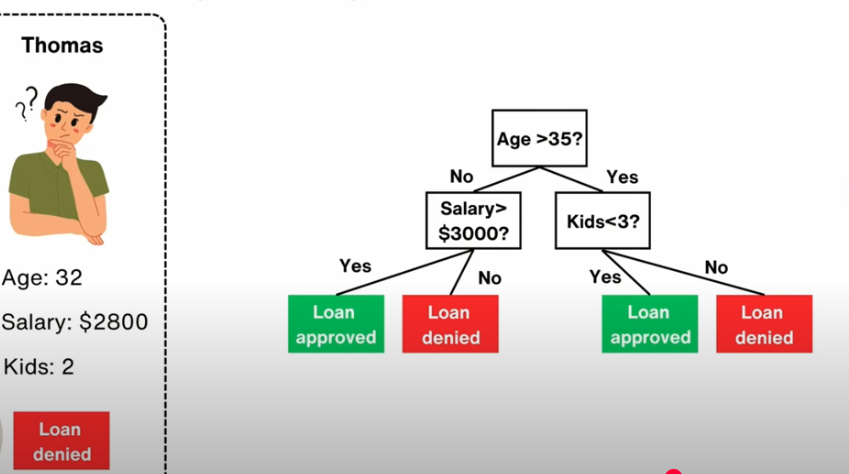 Thomas
??
Age: 32
Salary: $2800
Kids: 2
Loan
denied
Age >35?
No
Yes
Salary>
$3000?
Kids<3?
Yes
No
Yes
No
Loan
approved
Loan
denied
Loan
approved
Loan
denied